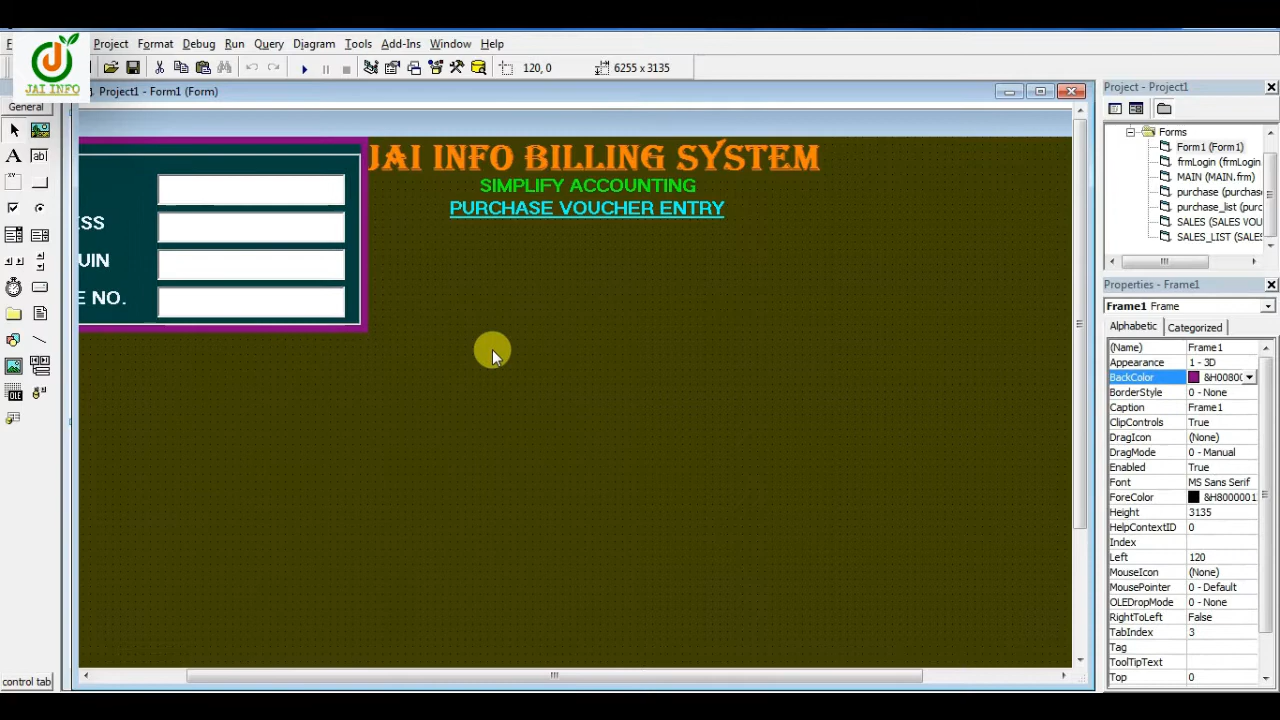 F Project Format Debug Run Query Diagram Tools Add-Ins Window Help
JAI INFO
120, 0 6255 x 3135
Project1 - Form1 (Form)
General
control tab
ESS
UIN
E NO.
JAI INFO BILLING SYSTEM
SIMPLIFY ACCOUNTING
PURCHASE VOUCHER ENTRY
Project - Project1
Forms
Form1 (Form1)
frmLogin (frmLogin.
MAIN (MAIN.frm)
purchase (purchase
purchase_list (purc
SALES (SALES VOU
SALES_LIST (SALES
Properties - Frame1
Frame1 Frame
Alphabetic Categorized
(Name) Frame1
Appearance 1 - 3D
BackColor &H0080
BorderStyle 0 - None
Caption Frame1
ClipControls True
DragIcon (None)
DragMode 0 - Manual
Enabled True
Font MS Sans Serif
ForeColor &H8000001
Height 3135
HelpContextID 0
Index
Left 120
MouseIcon (None)
MousePointer 0 - Default
OLEDropMode 0 - None
RightToLeft False
TabIndex 3
Tag
ToolTipText
Top 0